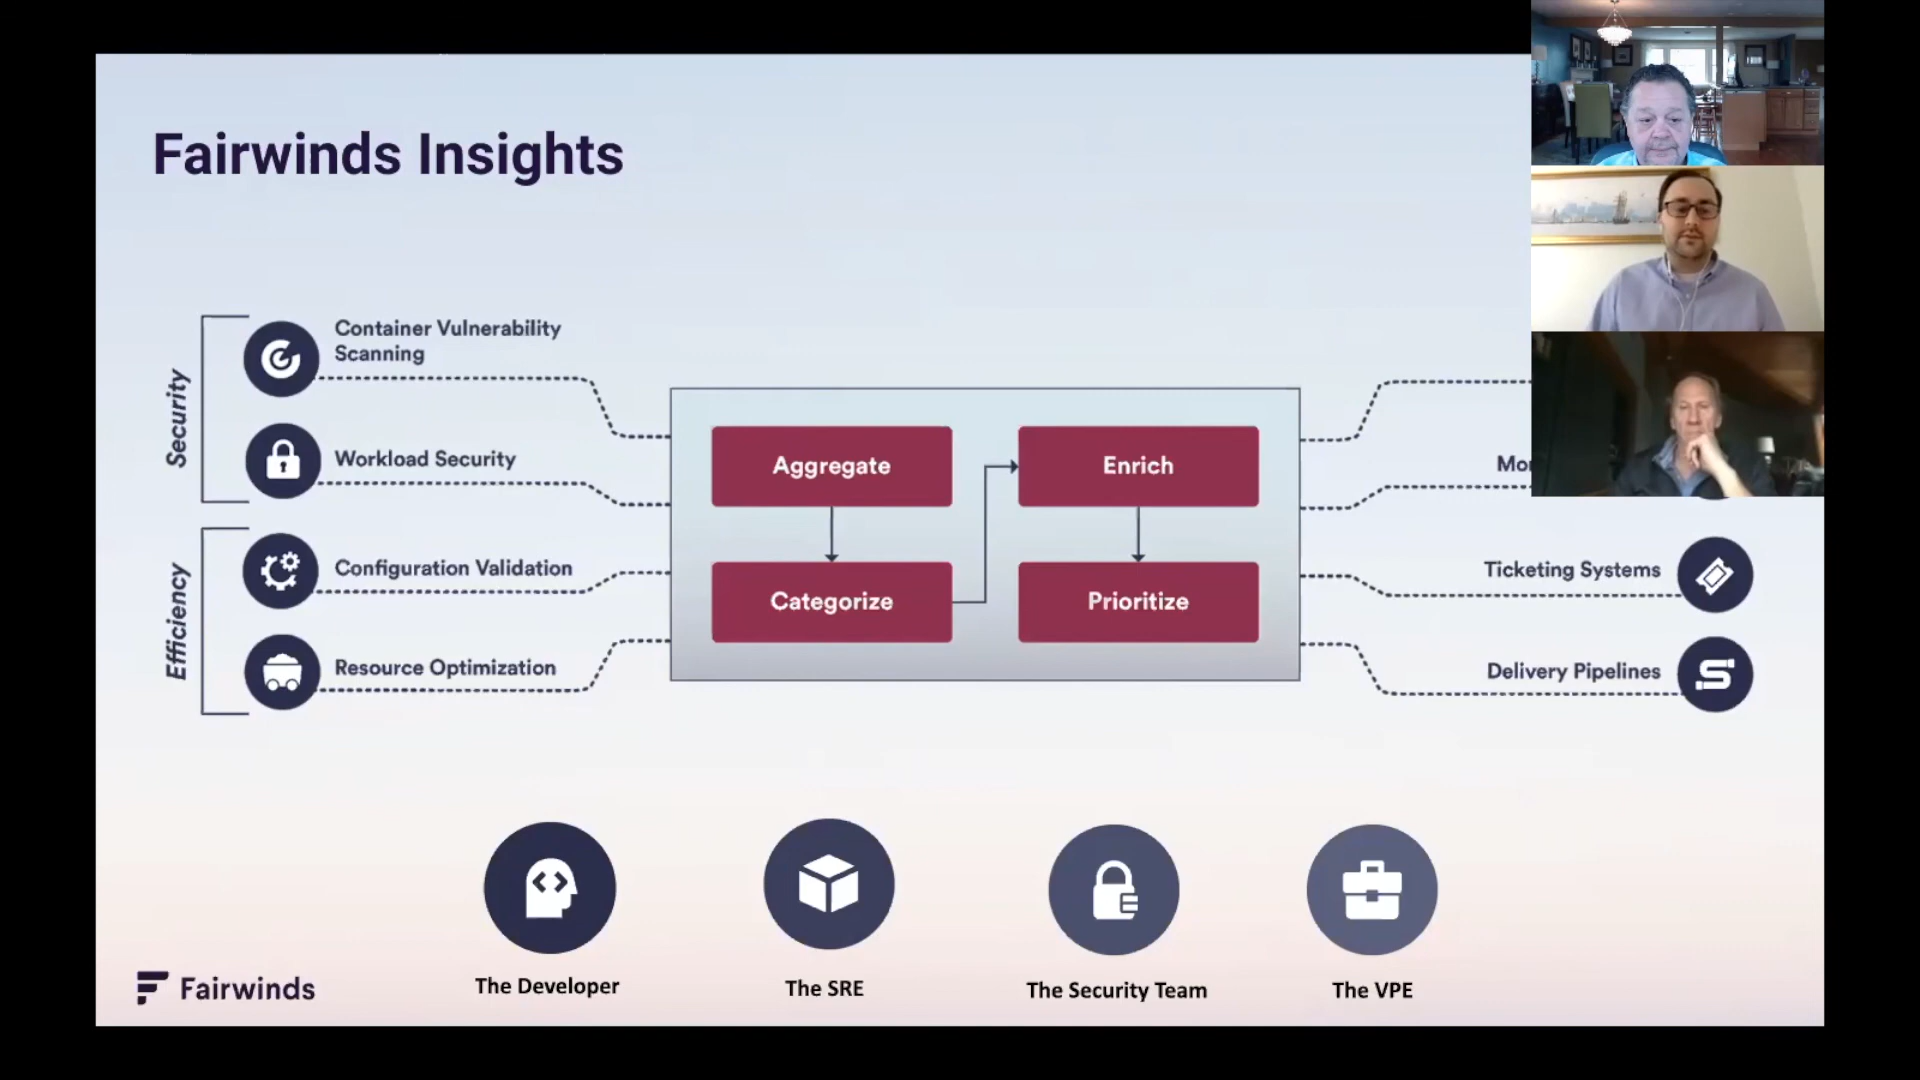 Fairwinds Insights
Security
Container Vulnerability
Scanning
Workload Security
Efficiency
Configuration Validation
Resource Optimization
Aggregate
Enrich
Categorize
Prioritize
Ticketing Systems
Delivery Pipelines
The Developer
The SRE
The Security Team
The VPE
Fairwinds